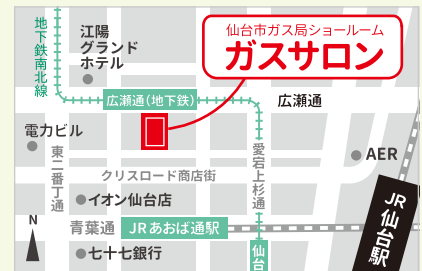 地下鉄南北線
江陽
グランド
ホテル
仙台市ガス局ショールーム
ガスサロン
広瀬通(地下鉄)
広瀬通
電力ビル
東二番丁通
愛宕上杉通
AER
クリスロード商店街
イオン仙台店
青葉通
JRあおば通駅
JR仙台駅
N
七十七銀行
仙台